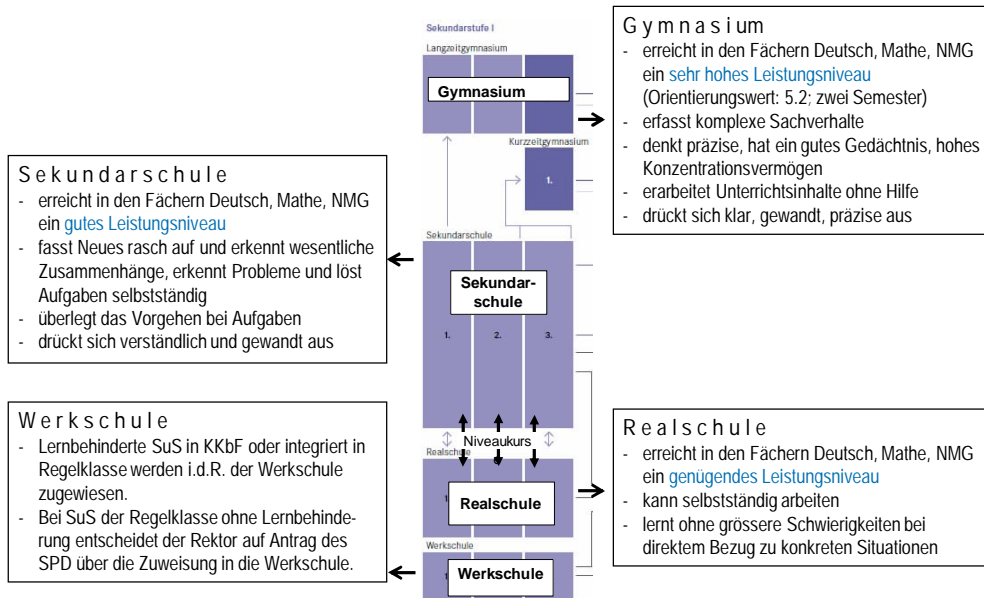 Sekundarstufe I
Langzeitgymnasium
Gymnasium
Kurzzeitgymnasium
1.
Sekundarschule
Sekundar-
schule
1. 2. 3.
Niveaukurs
Realschule
Realschule
Werkschule
Werkschule
Gymnasium
- erreicht in den Fächern Deutsch, Mathe, NMG
ein sehr hohes Leistungsniveau
(Orientierungswert: 5.2; zwei Semester)
- erfasst komplexe Sachverhalte
- denkt präzise, hat ein gutes Gedächtnis, hohes
Konzentrationsvermögen
- erarbeitet Unterrichtsinhalte ohne Hilfe
- drückt sich klar, gewandt, präzise aus
Sekundarschule
- erreicht in den Fächern Deutsch, Mathe, NMG
ein gutes Leistungsniveau
- fasst Neues rasch auf und erkennt wesentliche
Zusammenhänge, erkennt Probleme und löst
Aufgaben selbstständig
- überlegt das Vorgehen bei Aufgaben
- drückt sich verständlich und gewandt aus
Werkschule
- Lernbehinderte SuS in KKbF oder integriert in
Regelklasse werden i.d.R. der Werkschule
zugewiesen.
- Bei SuS der Regelklasse ohne Lernbehinde-
rung entscheidet der Rektor auf Antrag des
SPD über die Zuweisung in die Werkschule.
Realschule
- erreicht in den Fächern Deutsch, Mathe, NMG
ein genügendes Leistungsniveau
- kann selbstständig arbeiten
- lernt ohne grössere Schwierigkeiten bei
direktem Bezug zu konkreten Situationen